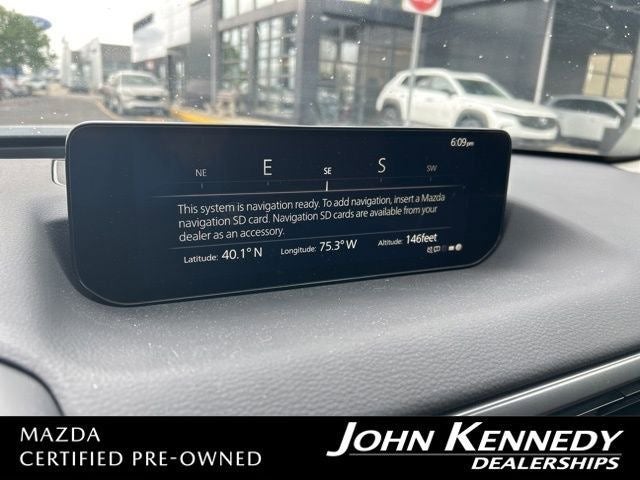 6:09pm
NE E SE S SW
This system is navigation ready. To add navigation, insert a Mazda
navigation SD card. Navigation SD cards are available from your
dealer as an accessory.
Latitude: 40.1° N Longitude: 75.3° W Altitude: 146feet
MAZDA
CERTIFIED PRE-OWNED
JOHN KENNEDY
DEALERSHIPS